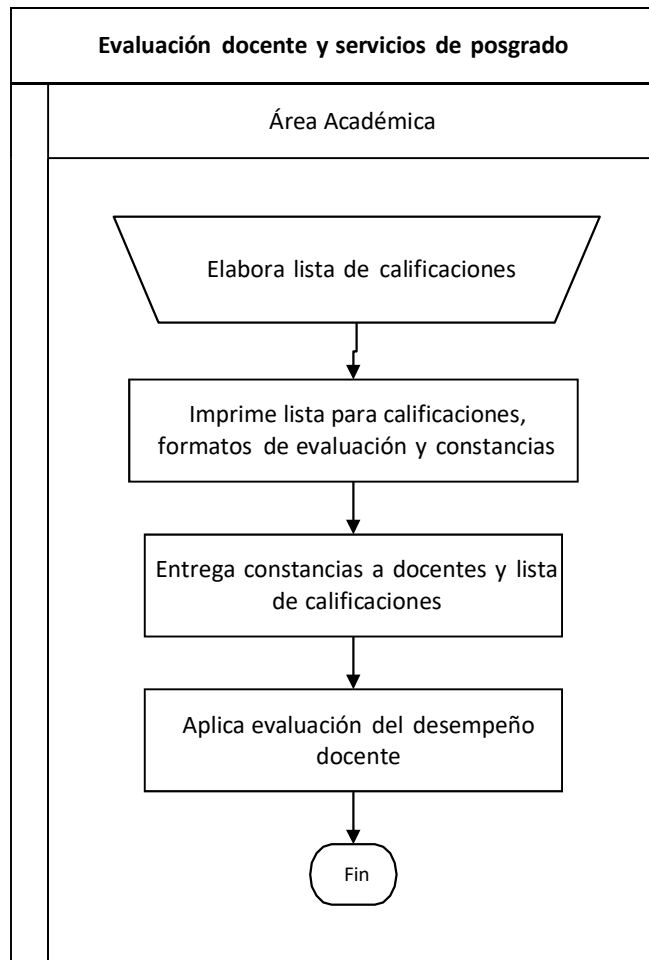 Evaluación docente y servicios de posgrado
Área Académica
Elabora lista de calificaciones
Imprime lista para calificaciones,
formatos de evaluación y constancias
Entrega constancias a docentes y lista
de calificaciones
Aplica evaluación del desempeño
docente
Fin